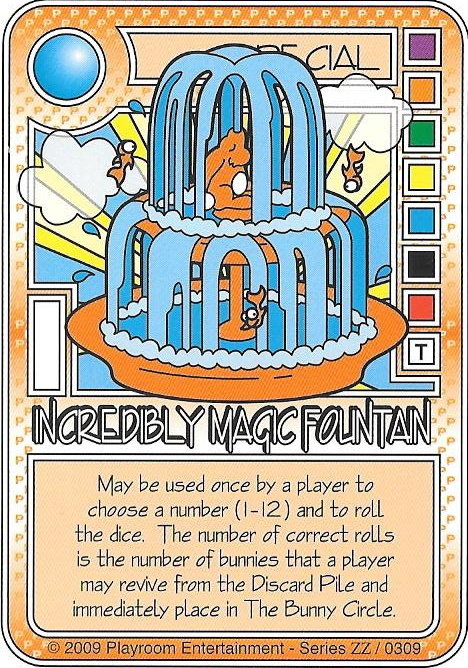 SPECIAL
T
INCREDIBLY MAGIC FOUNTAIN
May be used once by a player to
choose a number (1-12) and to roll
the dice. The number of correct rolls
is the number of bunnies that a player
may revive from the Discard Pile and
immediately place in The Bunny Circle.
© 2009 Playroom Entertainment - Series ZZ / 0309